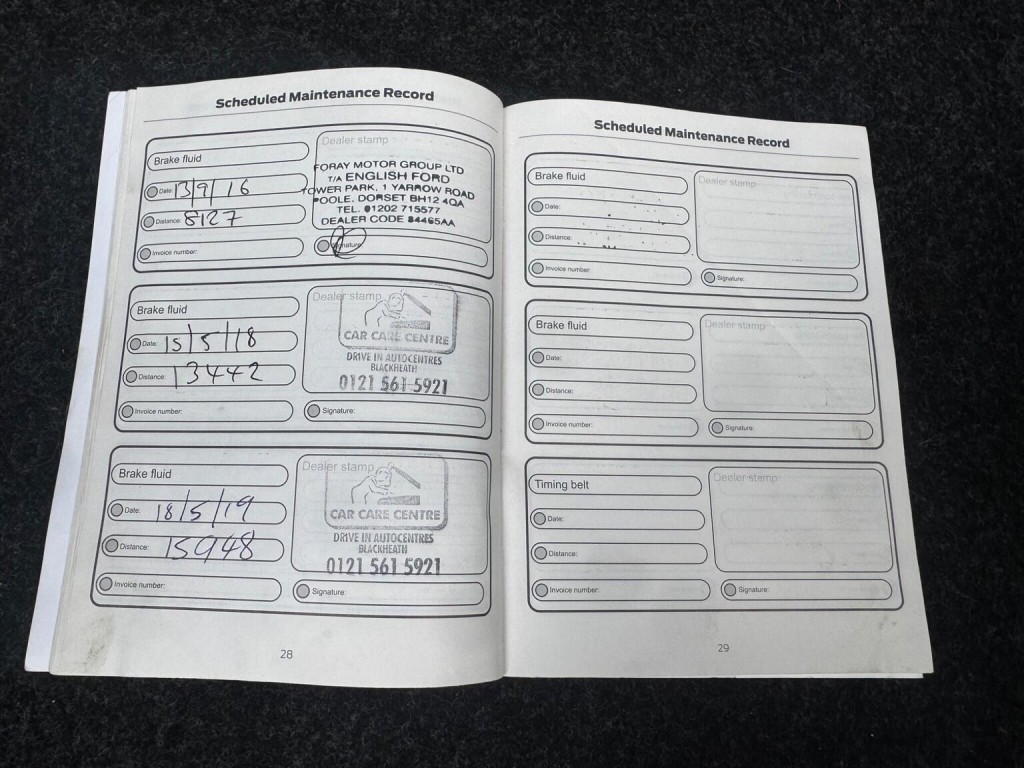 Scheduled Maintenance Record
Brake fluid
Date: 13/9/16
Distance: 8127
Invoice number:
Dealer stamp
FORAY MOTOR GROUP LTD
T/A ENGLISH FORD
TOWER PARK, 1 YARROW ROAD
POOLE, DORSET BH12 4QA
TEL. 01202 715577
DEALER CODE 84465AA
Signature:
Brake fluid
Date: 15/5/18
Distance: 13442
Invoice number:
Dealer stamp
CAR CARE CENTRE
DRIVE IN AUTOCENTRES
BLACKHEATH
0121 561 5921
Signature:
Brake fluid
Date: 18/5/19
Distance: 15948
Invoice number:
Dealer stamp
CAR CARE CENTRE
DRIVE IN AUTOCENTRES
BLACKHEATH
0121 561 5921
Signature:
28
Scheduled Maintenance Record
Brake fluid
Date:
Distance:
Invoice number:
Dealer stamp
Signature:
Brake fluid
Date:
Distance:
Invoice number:
Dealer stamp
Signature:
Timing belt
Date:
Distance:
Invoice number:
Dealer stamp
Signature:
29